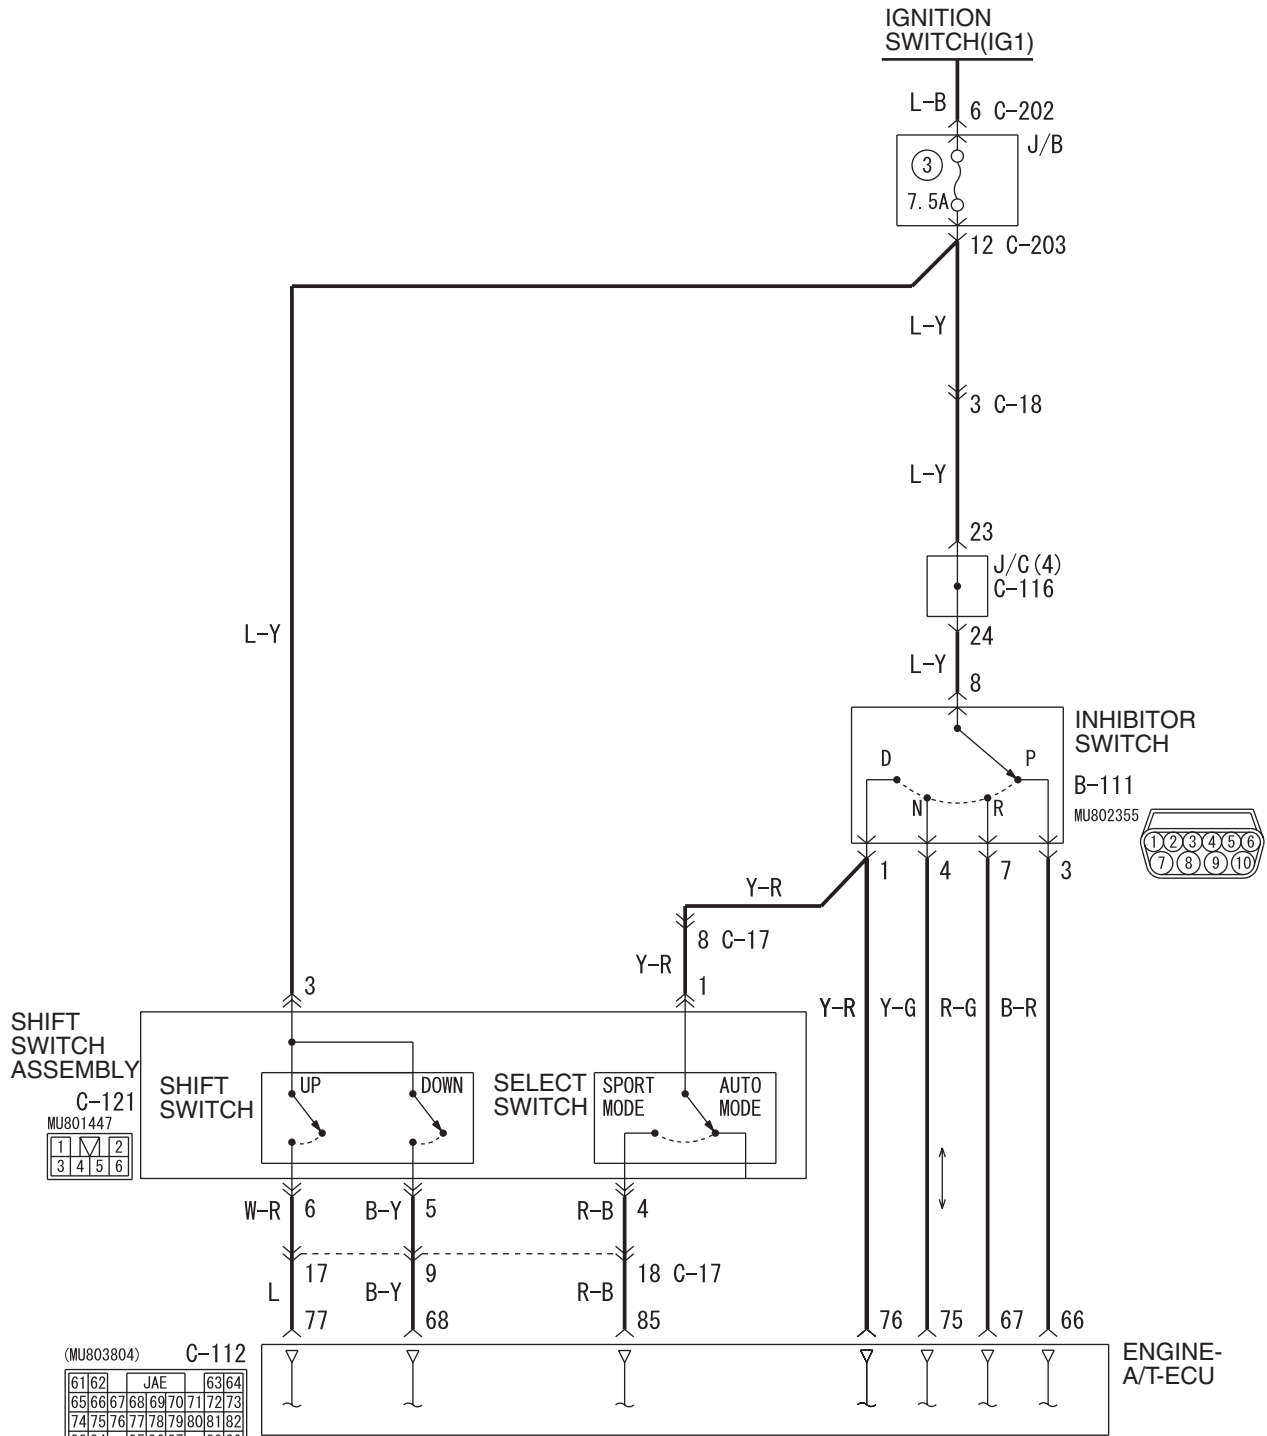 IGNITION
SWITCH(IG1)
L-B
6 C-202
J/B
3
7.5A
12 C-203
L-Y
3 C-18
L-Y
23
J/C(4)
C-116
L-Y
24
L-Y
8
INHIBITOR
SWITCH
D
P
N
R
B-111
MU802355
1 2 3 4 5 6
7 8 9 10
1
4
7
3
Y-R
8 C-17
Y-R
3
1
Y-R
Y-G
R-G
B-R
SHIFT
SWITCH
ASSEMBLY
C-121
MU801447
1 2
3 4 5 6
SHIFT
SWITCH
UP
DOWN
SELECT
SWITCH
SPORT
MODE
AUTO
MODE
W-R
6
B-Y
5
R-B
4
17
9
18 C-17
L
B-Y
R-B
77
68
85
76
75
67
66
(MU803804)
C-112
61 62 JAE 63 64
65 66 67 68 69 70 71 72 73
74 75 76 77 78 79 80 81 82
ENGINE-
A/T-ECU